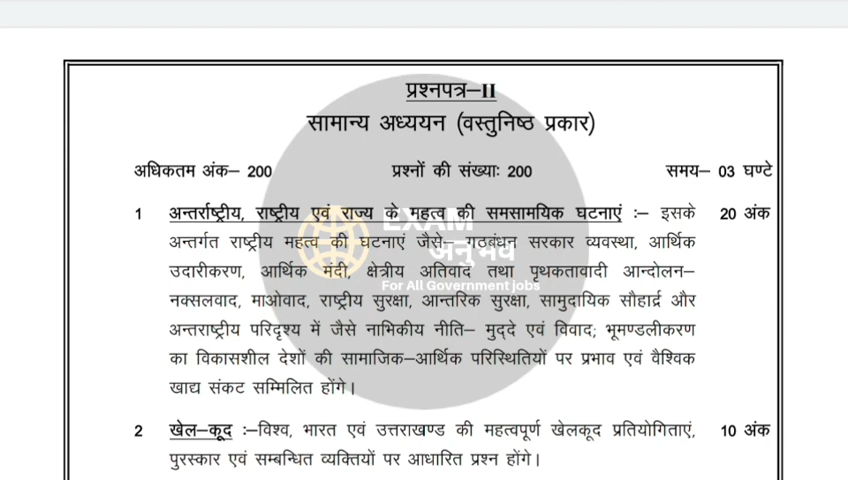 प्रश्नपत्र–II
सामान्य अध्ययन (वस्तुनिष्ठ प्रकार)
अधिकतम अंक– 200 प्रश्नों की संख्याः 200 समय– 03 घण्टे
1 अन्तर्राष्ट्रीय, राष्ट्रीय एवं राज्य के महत्व की समसामयिक घटनाएं :– इसके 20 अंक
अन्तर्गत राष्ट्रीय महत्व की घटनाएं जैसे– गठबंधन सरकार व्यवस्था, आर्थिक
उदारीकरण, आर्थिक मंदी, क्षेत्रीय अतिवाद तथा पृथकतावादी आन्दोलन–
नक्सलवाद, माओवाद, राष्ट्रीय सुरक्षा, आन्तरिक सुरक्षा, सामुदायिक सौहार्द्र और
अन्तराष्ट्रीय परिदृश्य में जैसे नाभिकीय नीति– मुद्दे एवं विवाद; भूमण्डलीकरण
का विकासशील देशों की सामाजिक–आर्थिक परिस्थितियों पर प्रभाव एवं वैश्विक
खाद्य संकट सम्मिलित होंगे।
2 खेल–कूद :–विश्व, भारत एवं उत्तराखण्ड की महत्वपूर्ण खेलकूद प्रतियोगिताएं, 10 अंक
पुरस्कार एवं सम्बन्धित व्यक्तियों पर आधारित प्रश्न होंगे।
EXAM
अनुभव
For All Government jobs